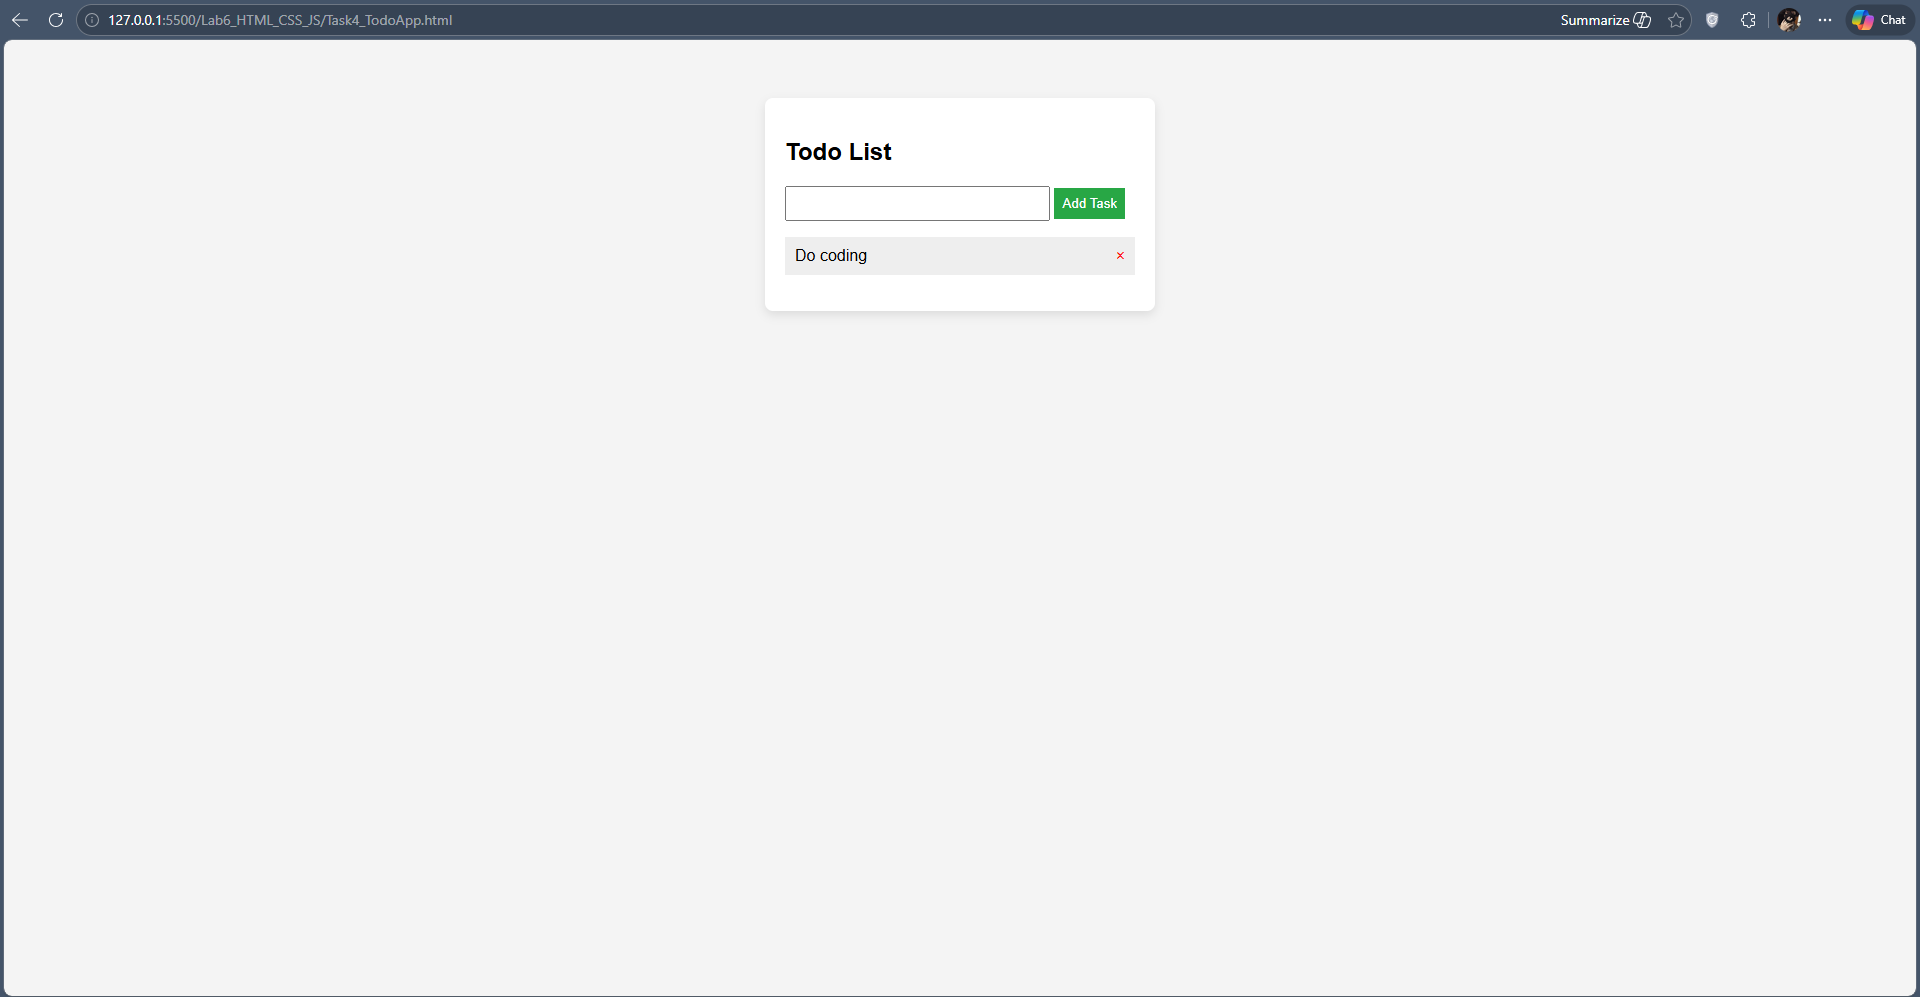 127.0.0.1:5500/Lab6_HTML_CSS_JS/Task4_TodoApp.html Summarize Chat
Todo List
Add Task
Do coding ×